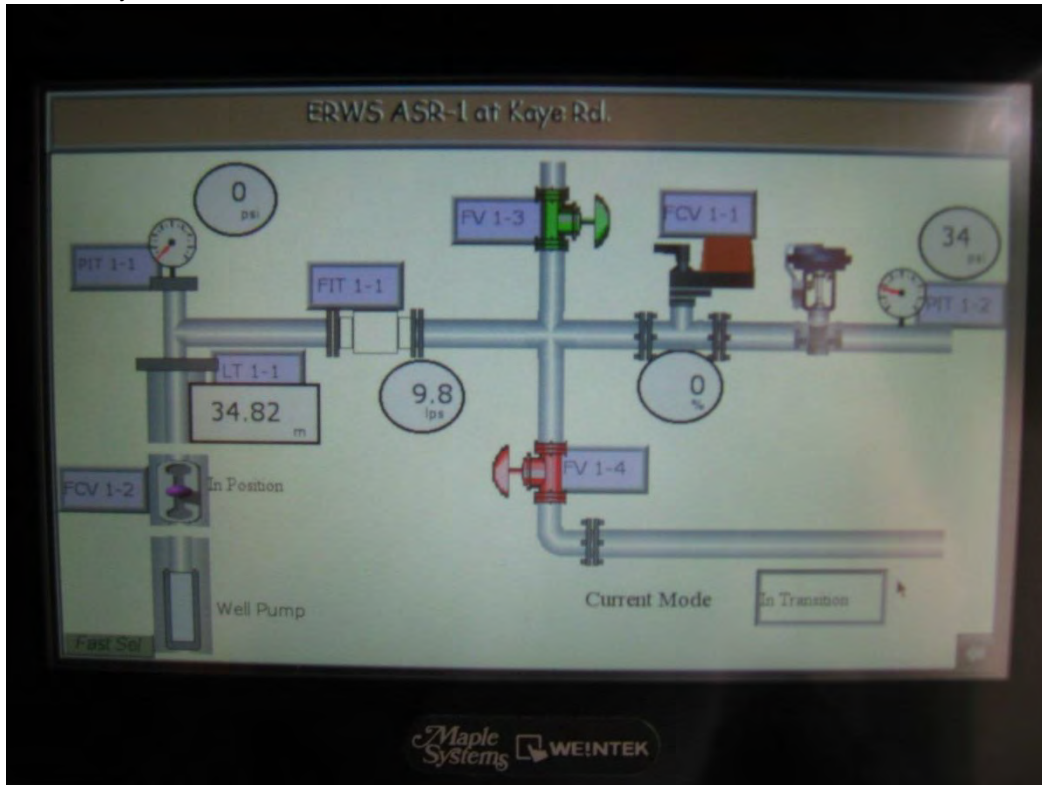 ERWS ASR-1 at Kaye Rd.
0
psi
PIT 1-1
FV 1-3
FCV 1-1
34
psi
PIT 1-2
FIT 1-1
LT 1-1
34.82
m
9.8
lps
0
%
FCV 1-2
In Position
FV 1-4
Well Pump
Current Mode
In Transition
Fast Sol
Maple
Systems
WEINTEK